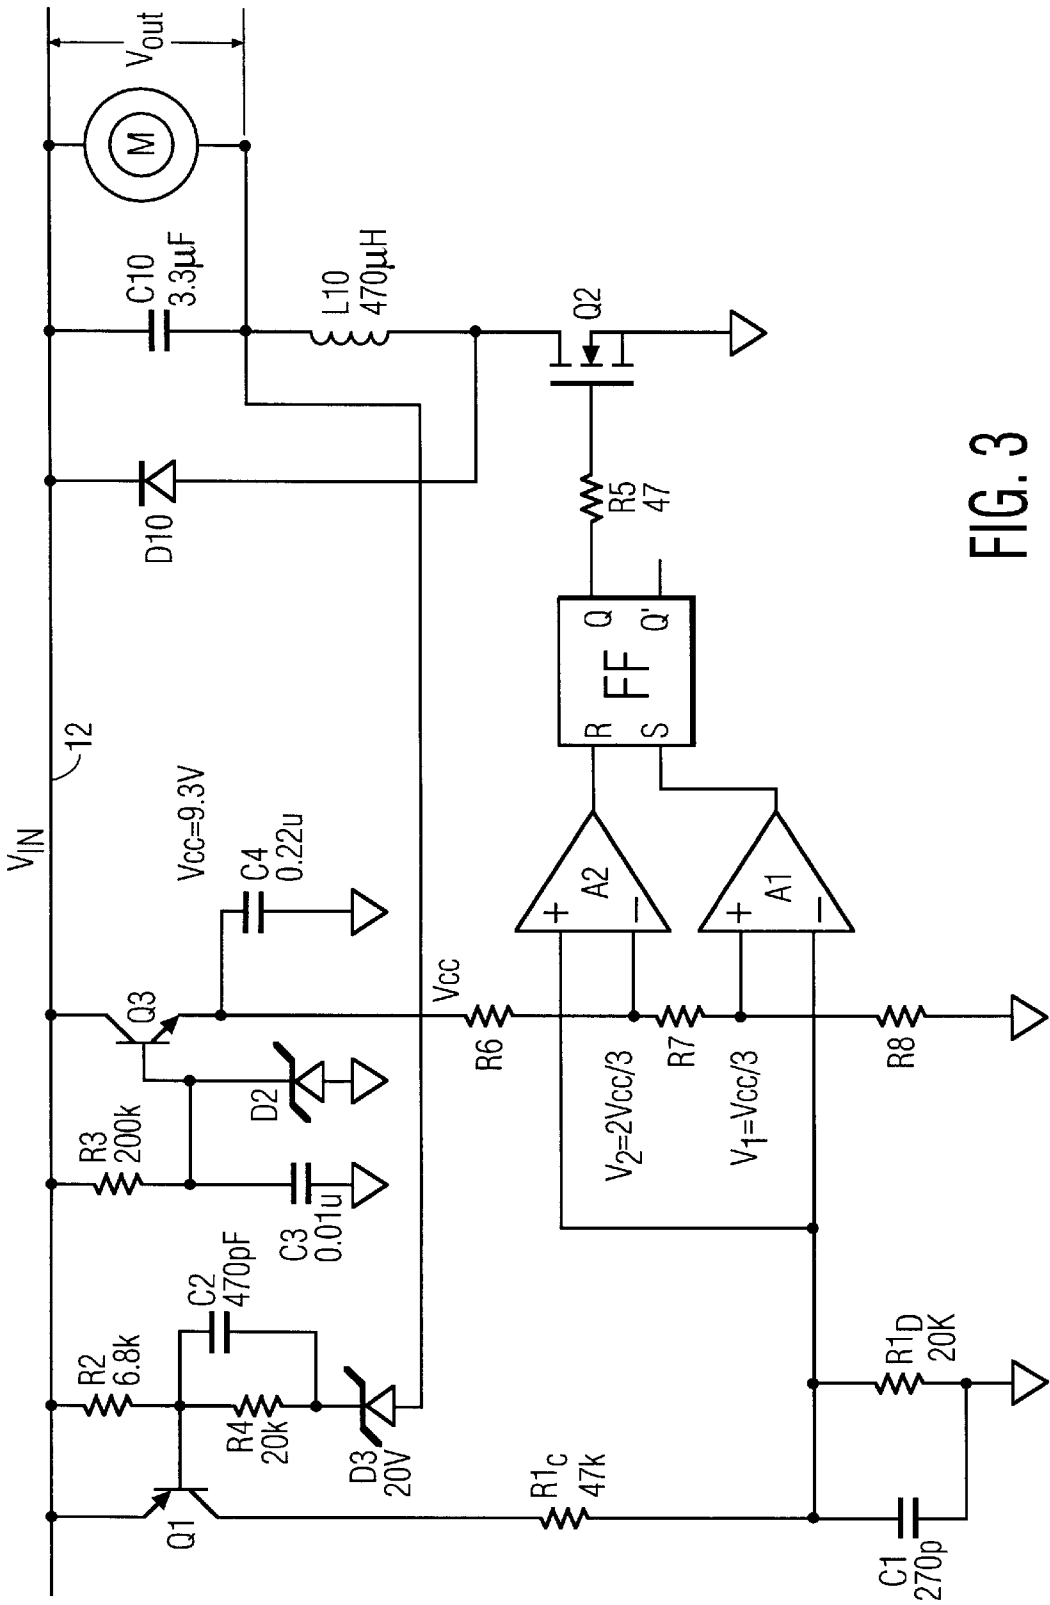 VIN
12
Vout
M
C10
3.3μF
L10
470μH
D10
Q2
R5
47
FF
R
S
Q
Q'
Vcc=9.3V
C4
0.22u
Q3
Vcc
R3
200k
D2
C3
0.01u
R2
6.8k
C2
470pF
R4
20k
D3
20V
Q1
R1C
47k
R6
V2=2Vcc/3
R7
V1=Vcc/3
R8
+
A2
−
+
A1
−
R1D
20K
C1
270p
FIG. 3